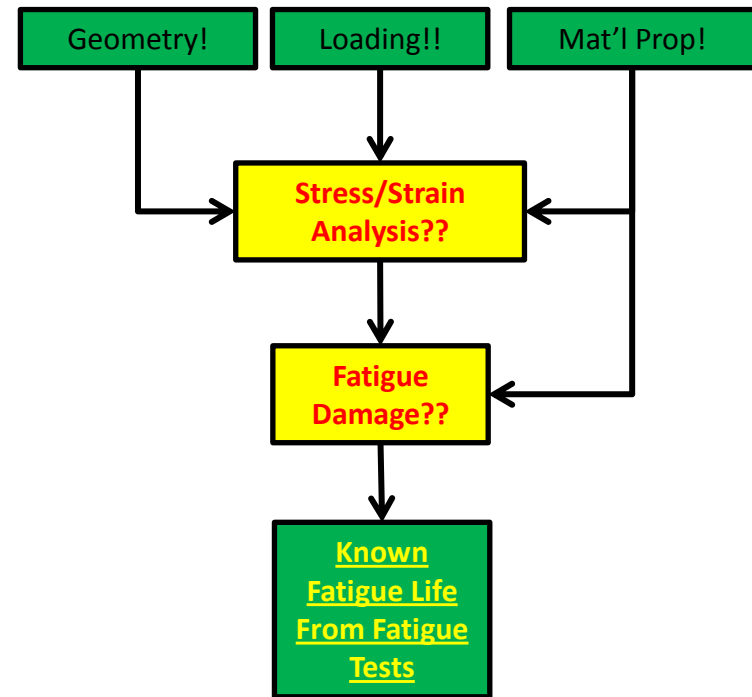 Geometry!
Loading!!
Mat’l Prop!
Stress/Strain
Analysis??
Fatigue
Damage??
Known
Fatigue Life
From Fatigue
Tests